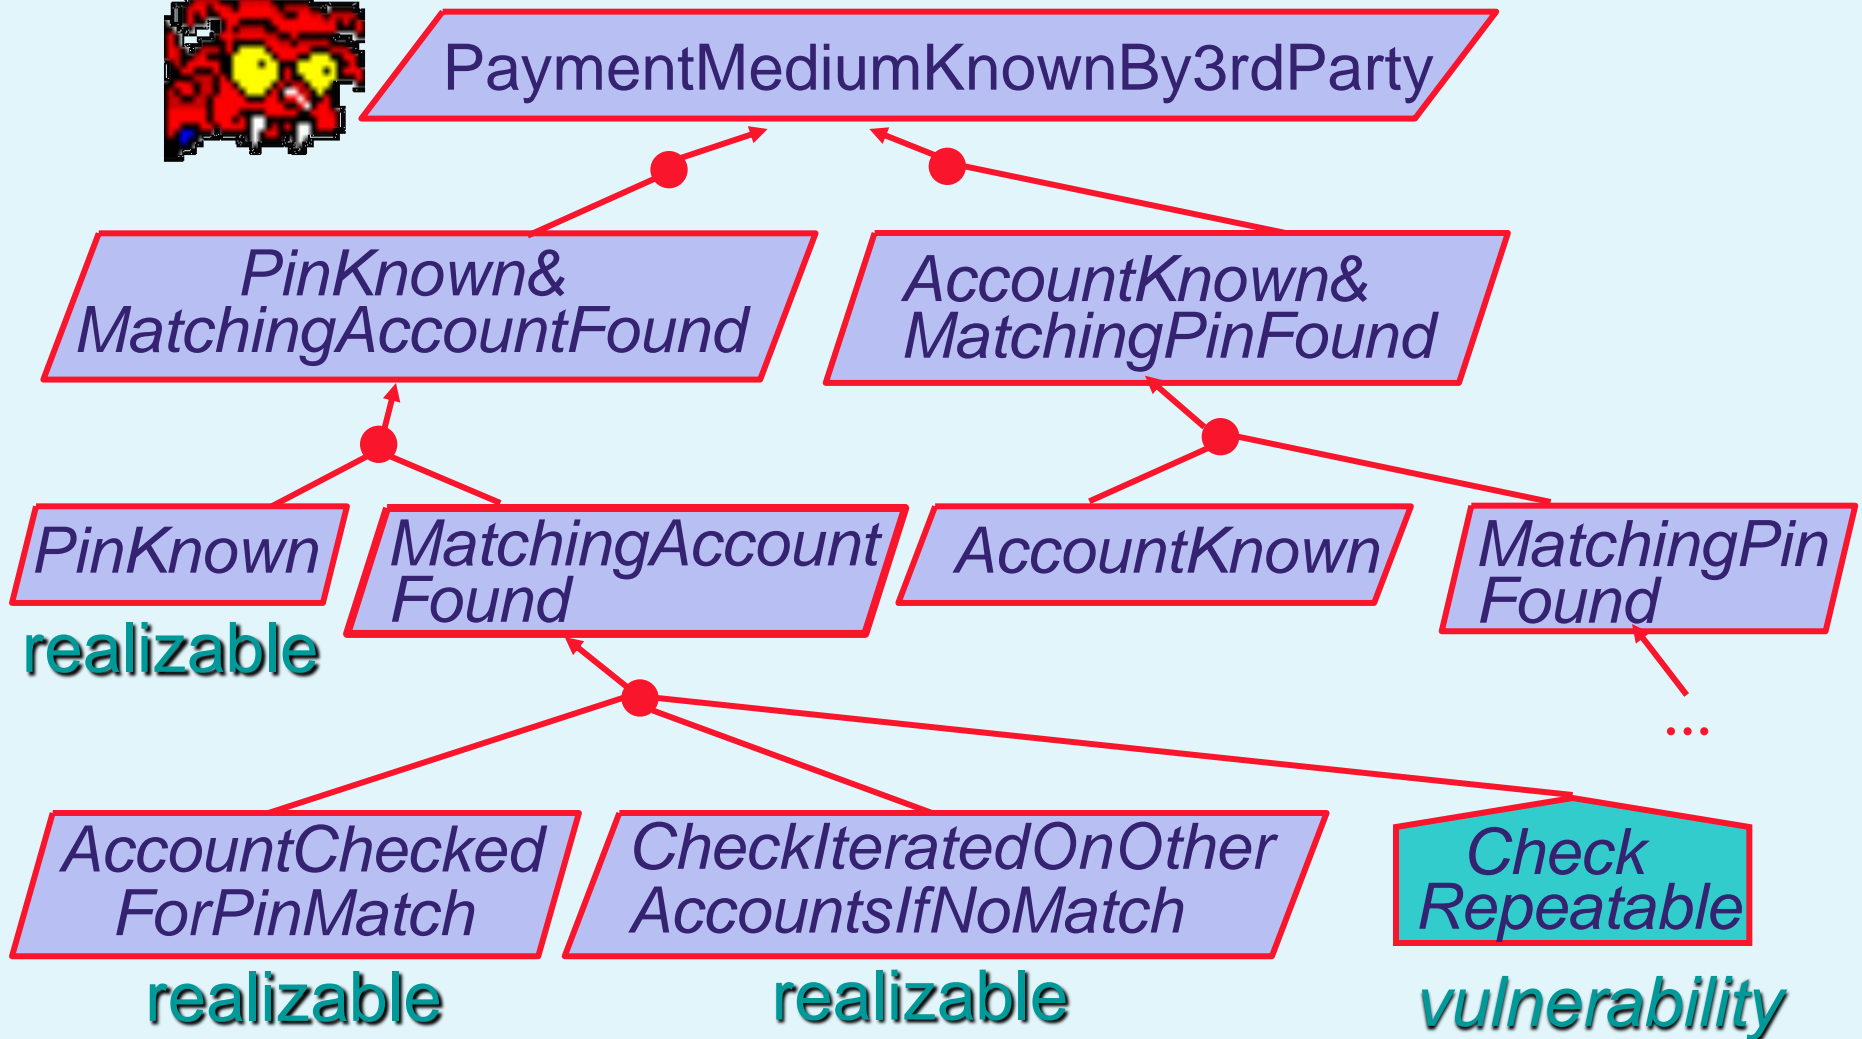 PaymentMediumKnownBy3rdParty
PinKnown&
MatchingAccountFound
AccountKnown&
MatchingPinFound
PinKnown
MatchingAccount
Found
AccountKnown
MatchingPin
Found
realizable
...
AccountChecked
ForPinMatch
CheckIteratedOnOther
AccountsIfNoMatch
Check
Repeatable
realizable
realizable
vulnerability